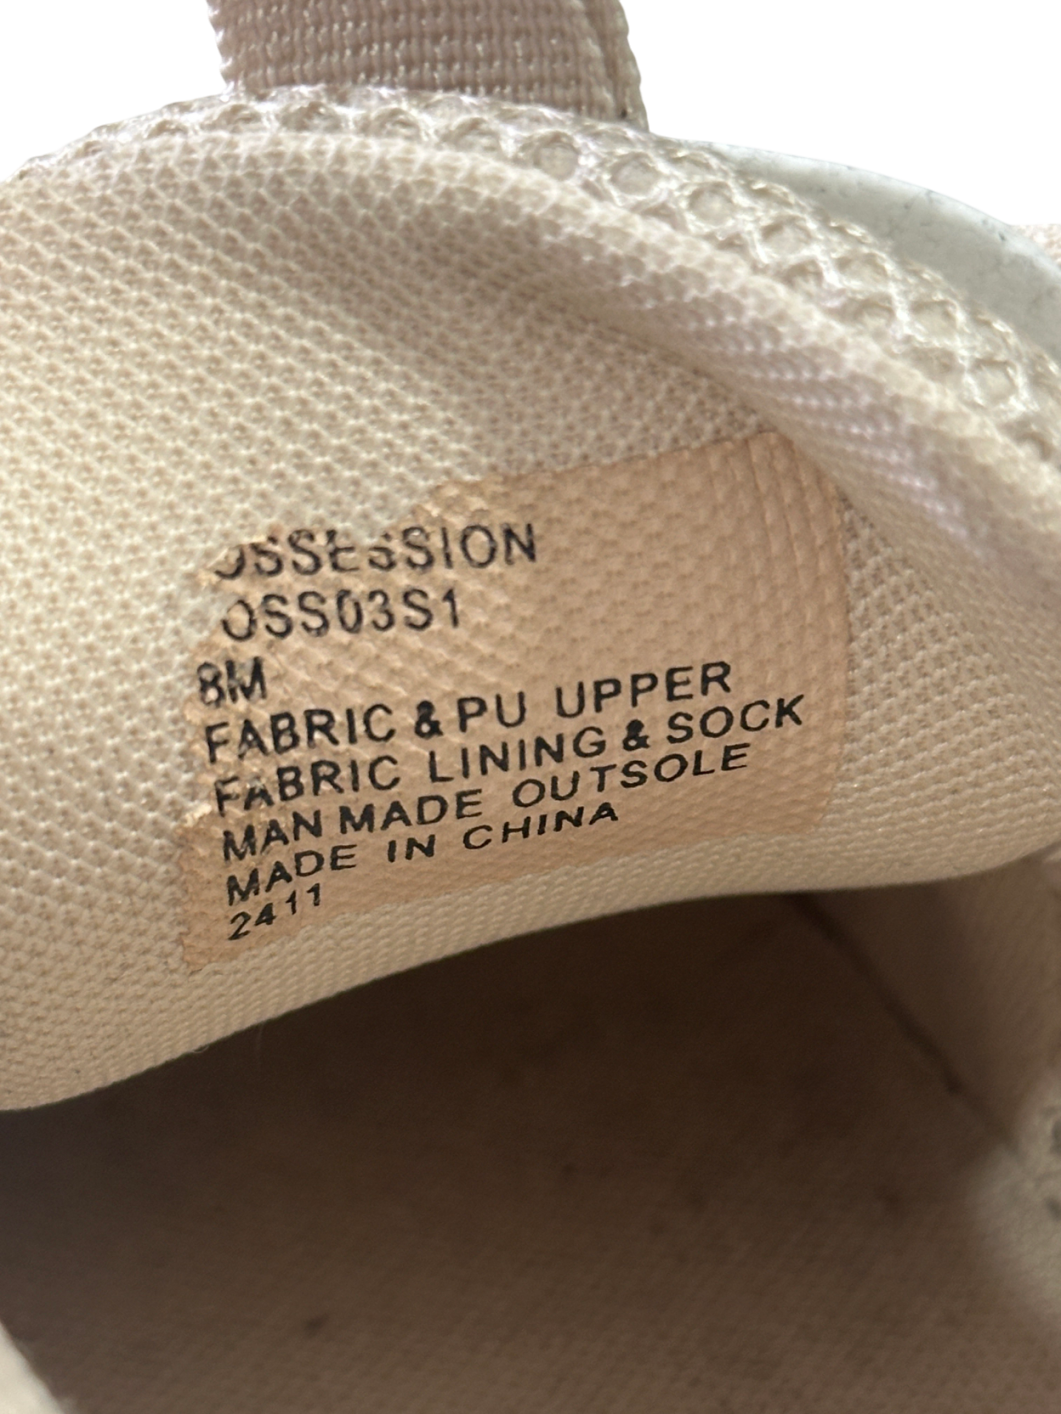 OSSESSION
OSS03S1
8M
FABRIC & PU UPPER
FABRIC LINING & SOCK
MAN MADE OUTSOLE
MADE IN CHINA
2411